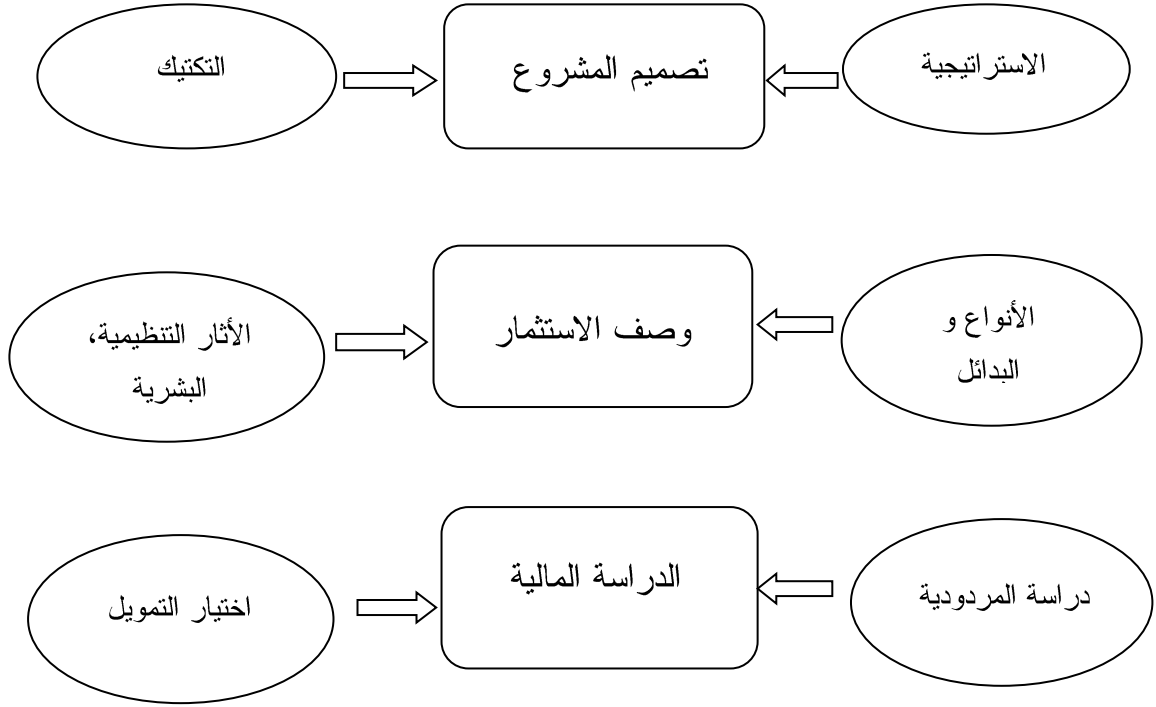 الاستراتيجية
تصميم المشروع
التكتيك
الأنواع و
البدائل
وصف الاستثمار
الأثار التنظيمية،
البشرية
دراسة المردودية
الدراسة المالية
اختيار التمويل